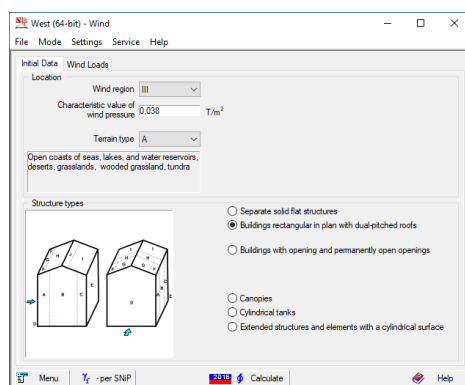 West (64-bit) - Wind
File Mode Settings Service Help
Initial Data Wind Loads
Location
Wind region III
Characteristic value of
wind pressure 0,038 T/m²
Terrain type A
Open coasts of seas, lakes, and water reservoirs,
deserts, grasslands, wooded grassland, tundra
Structure types
Separate solid flat structures
Buildings rectangular in plan with dual-pitched roofs
Buildings with opening and permanently open openings
Canopies
Cylindrical tanks
Extended structures and elements with a cylindrical surface
A B C E D
D
Menu γf - per SNiP 2016 Calculate Help